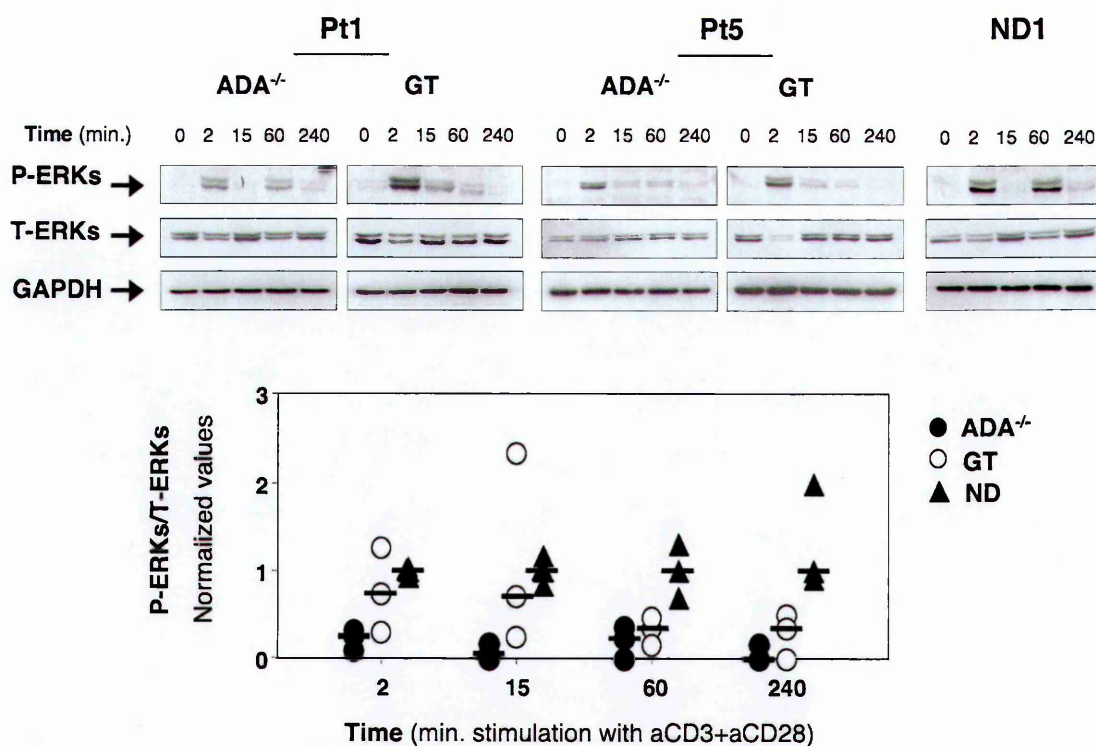 Pt1 Pt5 ND1
ADA-/- GT ADA-/- GT
Time (min.) 0 2 15 60 240 0 2 15 60 240 0 2 15 60 240 0 2 15 60 240 0 2 15 60 240
P-ERKs
T-ERKs
GAPDH
P-ERKs/T-ERKs
Normalized values
3
2
1
0
2 15 60 240
Time (min. stimulation with aCD3+aCD28)
ADA-/-
GT
ND